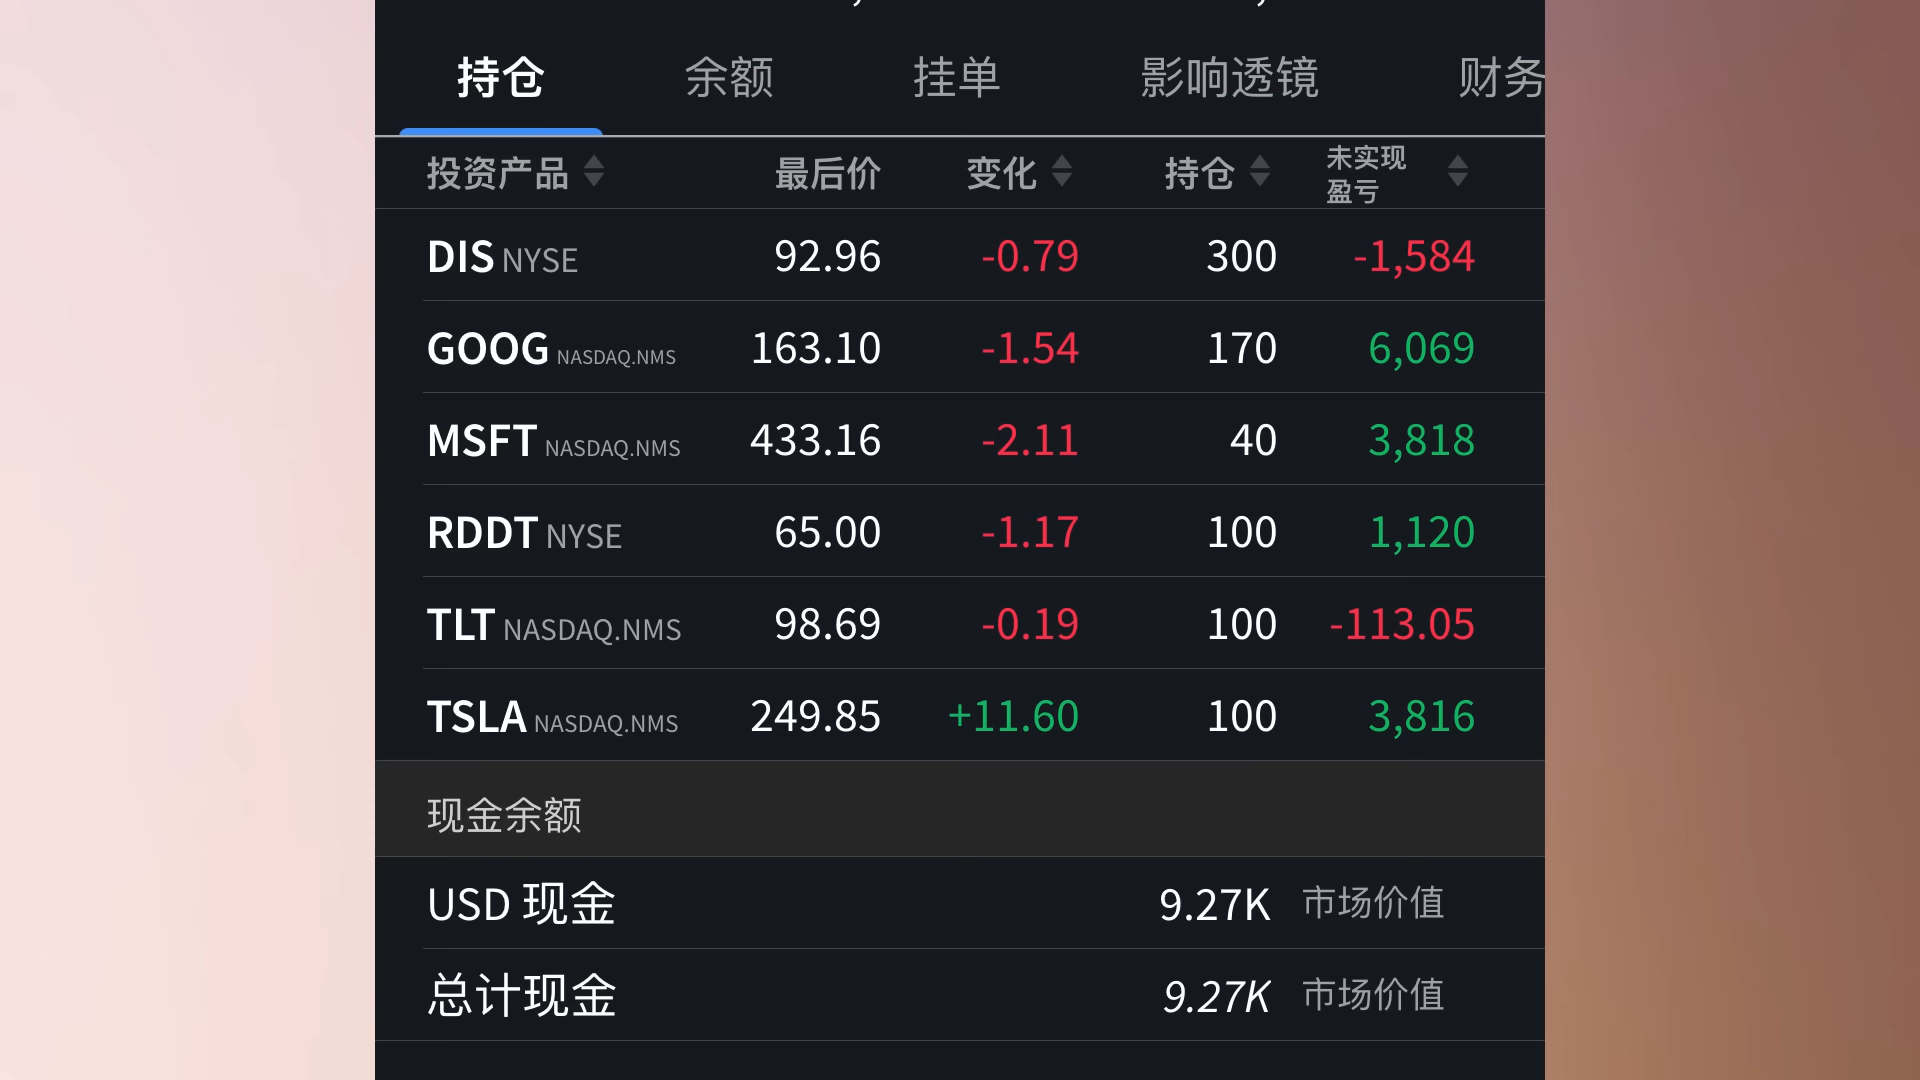 持仓 余额 挂单 影响透镜 财务
投资产品 最后价 变化 持仓 未实现
盈亏
DIS NYSE 92.96 -0.79 300 -1,584
GOOG NASDAQ.NMS 163.10 -1.54 170 6,069
MSFT NASDAQ.NMS 433.16 -2.11 40 3,818
RDDT NYSE 65.00 -1.17 100 1,120
TLT NASDAQ.NMS 98.69 -0.19 100 -113.05
TSLA NASDAQ.NMS 249.85 +11.60 100 3,816
现金余额
USD 现金 9.27K 市场价值
总计现金 9.27K 市场价值